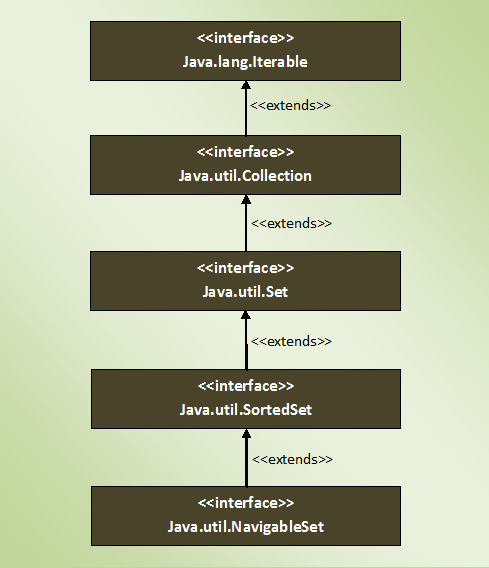 <<interface>>
Java.lang.Iterable
<<extends>>
<<interface>>
Java.util.Collection
<<extends>>
<<interface>>
Java.util.Set
<<extends>>
<<interface>>
Java.util.SortedSet
<<extends>>
<<interface>>
Java.util.NavigableSet